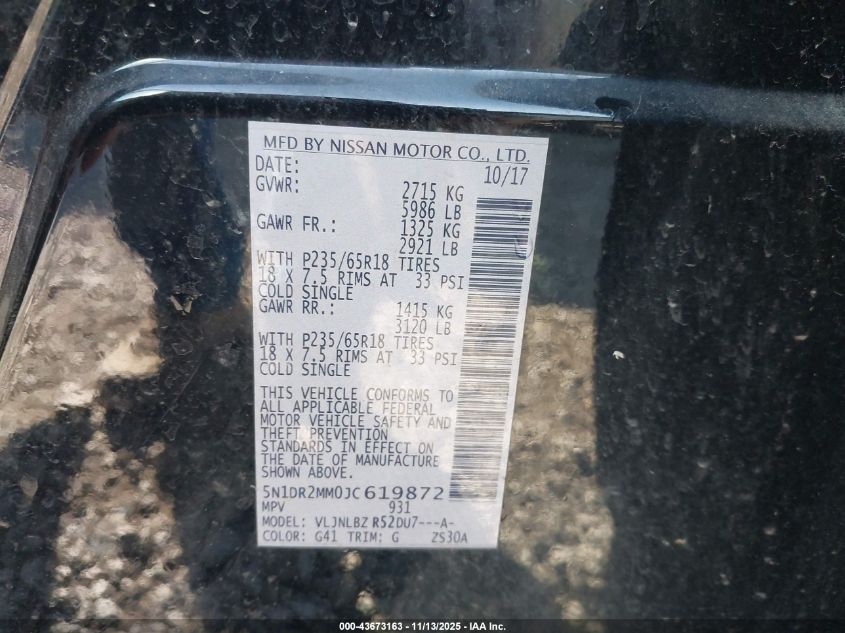 MFD BY NISSAN MOTOR CO., LTD.
DATE: 10/17
GVWR: 2715 KG
5986 LB
GAWR FR.: 1325 KG
2921 LB
WITH P235/65R18 TIRES
18 X 7.5 RIMS AT 33 PSI
COLD SINGLE
GAWR RR.: 1415 KG
3120 LB
WITH P235/65R18 TIRES
18 X 7.5 RIMS AT 33 PSI
COLD SINGLE
THIS VEHICLE CONFORMS TO
ALL APPLICABLE FEDERAL
MOTOR VEHICLE SAFETY AND
THEFT PREVENTION
STANDARDS IN EFFECT ON
THE DATE OF MANUFACTURE
SHOWN ABOVE.
5N1DR2MM0JC619872
MPV 931
MODEL: VLJNLBZ R52DU7---A-
COLOR: G41 TRIM: G ZS30A
000-43673163 - 11/13/2025 - IAA Inc.